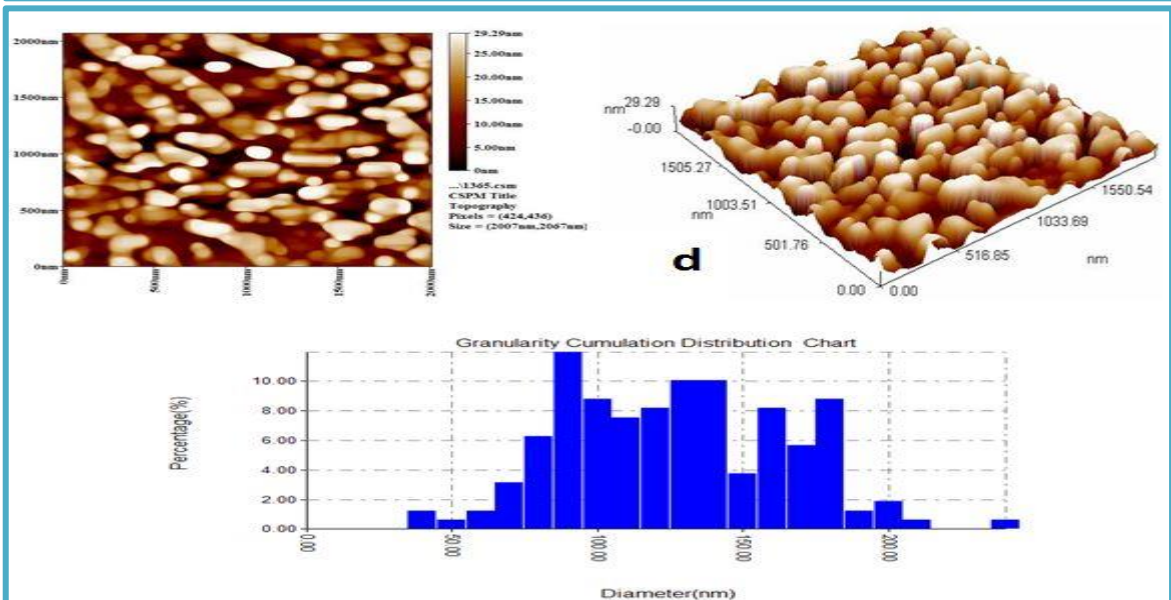 2000nm
1500nm
1000nm
500nm
0nm
0nm
500nm
1000nm
1500nm
2000nm
29.29nm
25.00nm
20.00nm
15.00nm
10.00nm
5.00nm
0nm
...\1365.csm
CSPM Title
Topography
Pixels = (424,436)
Size = (2007nm,2067nm)
29.29
nm
-0.00
1505.27
1003.51
nm
501.76
0.00
0.00
516.85
1033.69
1550.54
nm
d
Granularity Cumulation Distribution Chart
Percentage(%)
10.00
8.00
6.00
4.00
2.00
0.00
0.00
50.00
100.00
150.00
200.00
Diameter(nm)